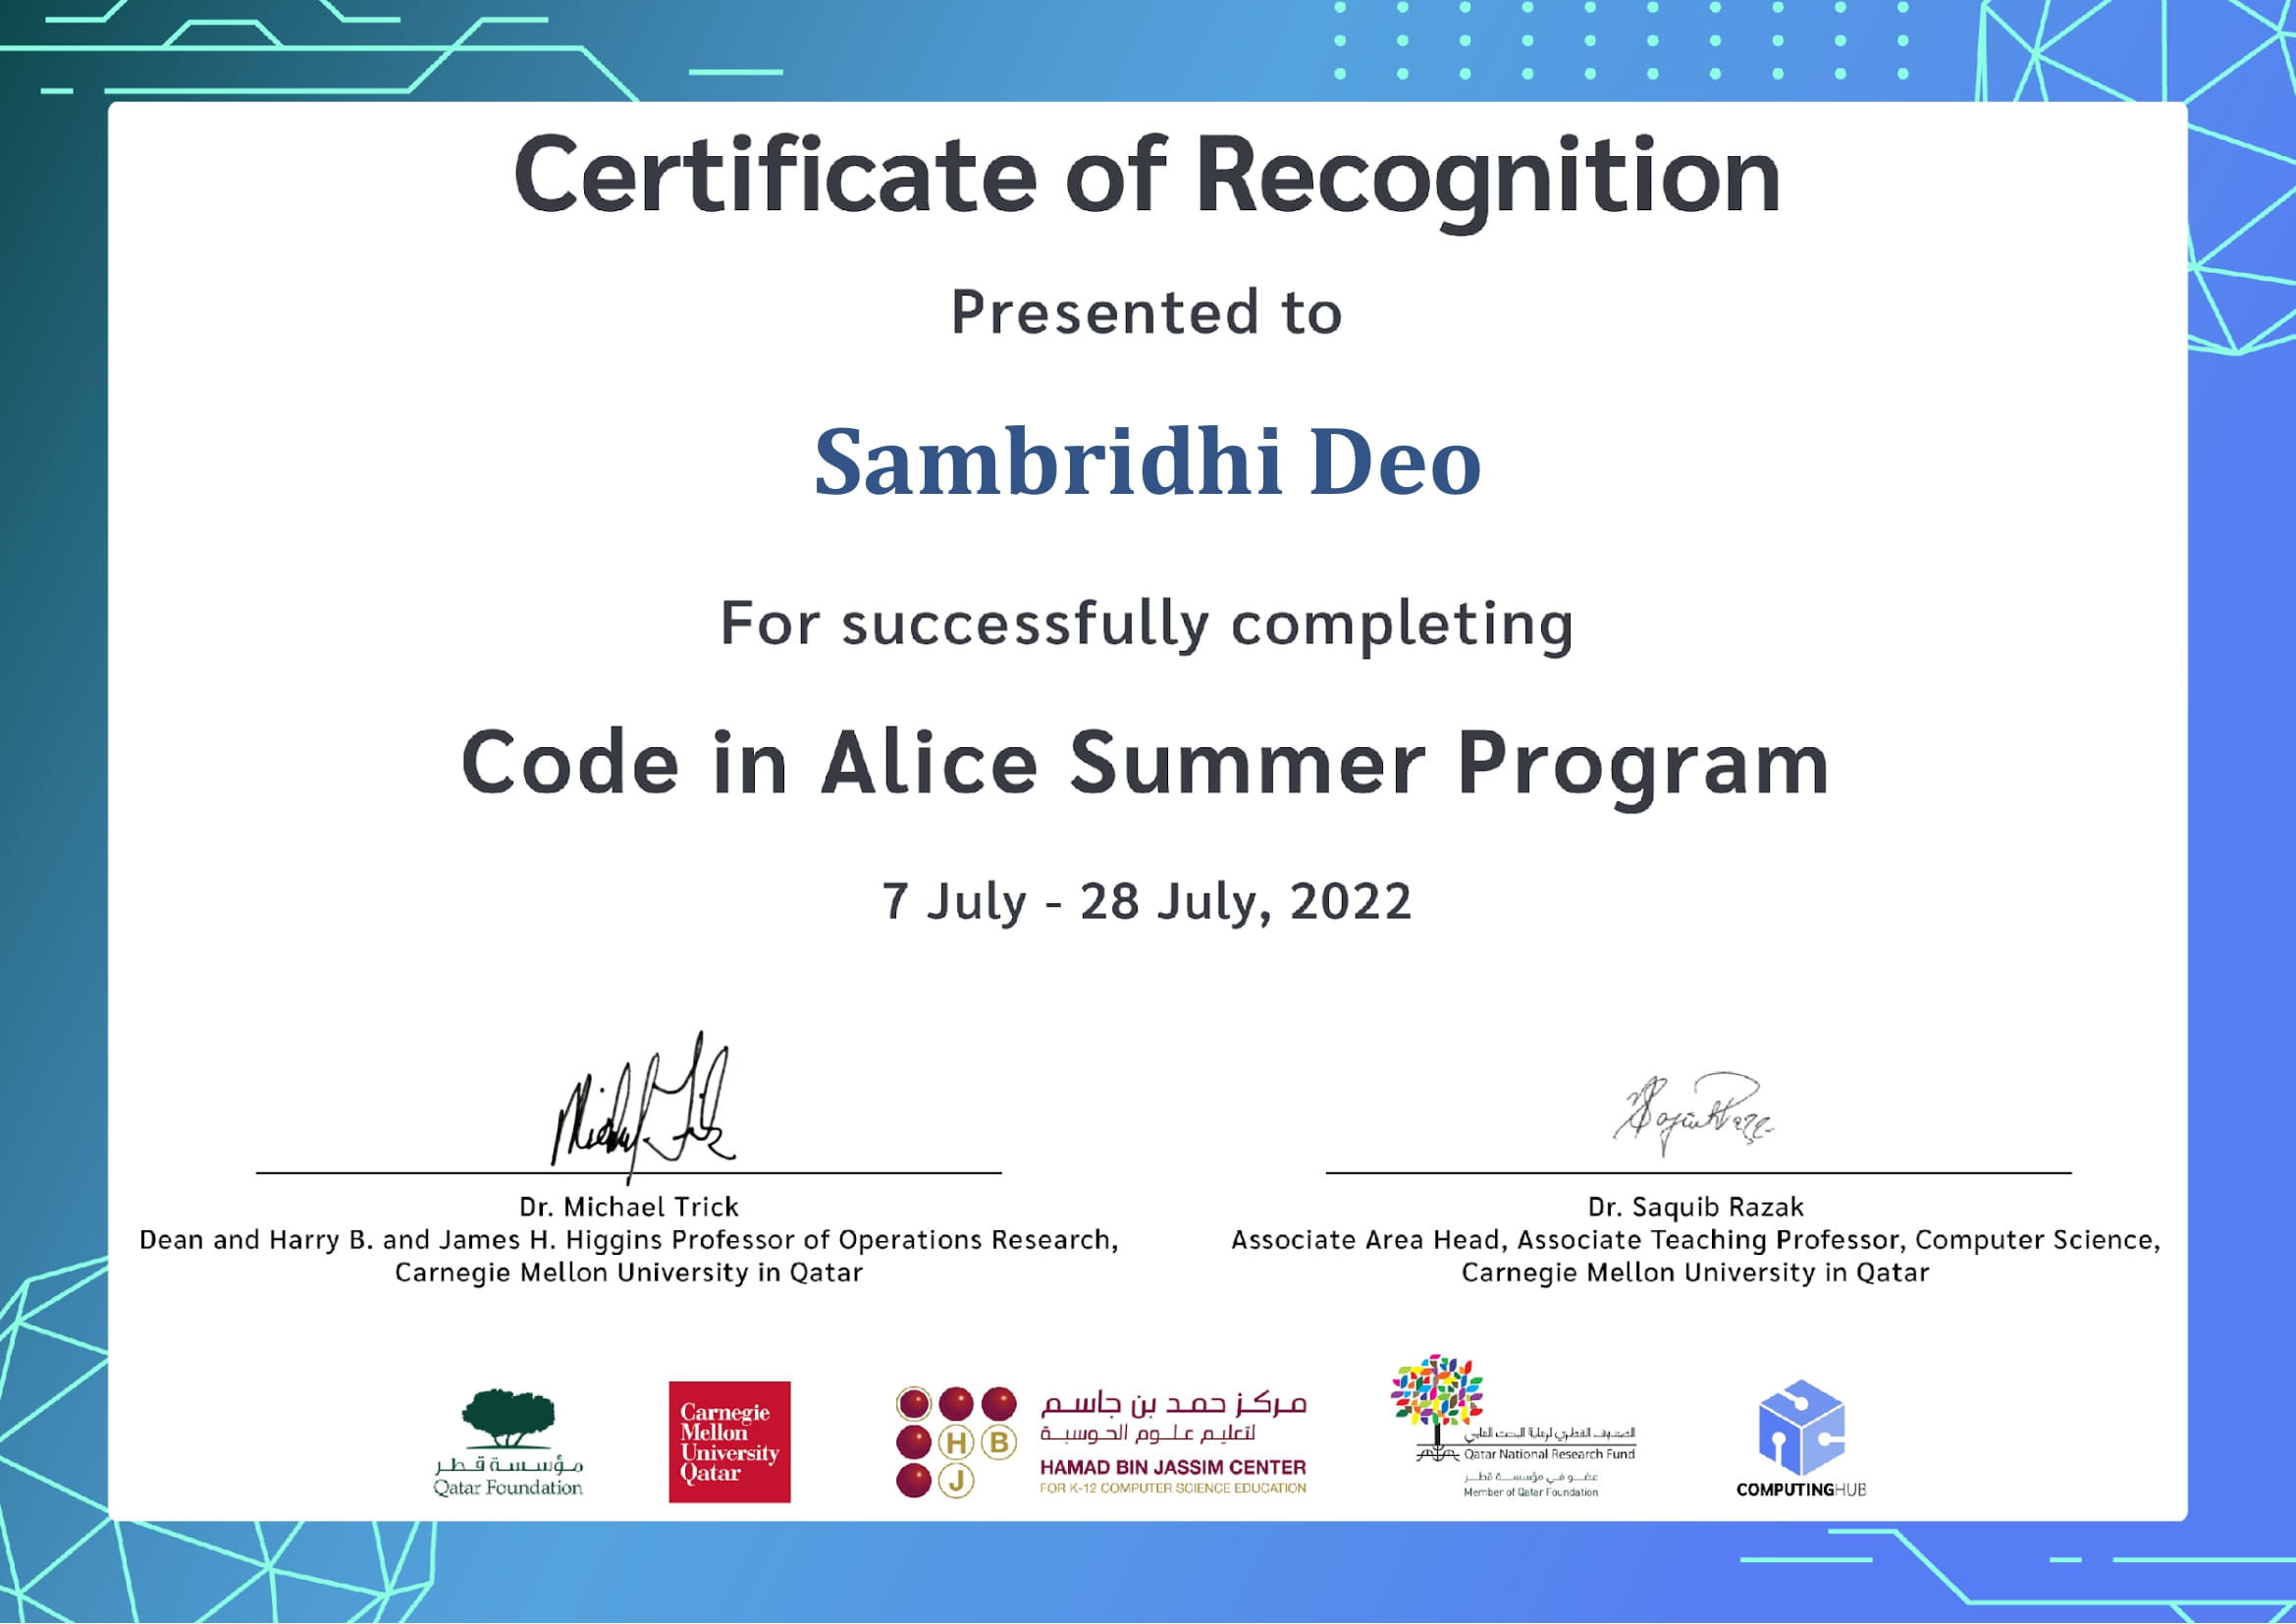 Certificate of Recognition
Presented to
Sambridhi Deo
For successfully completing
Code in Alice Summer Program
7 July - 28 July, 2022
Dr. Michael Trick
Dean and Harry B. and James H. Higgins Professor of Operations Research,
Carnegie Mellon University in Qatar
Dr. Saquib Razak
Associate Area Head, Associate Teaching Professor, Computer Science,
Carnegie Mellon University in Qatar
مؤسسة قطر
Qatar Foundation
Carnegie
Mellon
University
Qatar
H B
J
مركز حمد بن جاسم
لتعليم علوم الحوسبة
HAMAD BIN JASSIM CENTER
FOR K-12 COMPUTER SCIENCE EDUCATION
الصندوق القطري لرعاية البحث العلمي
Qatar National Research Fund
عضو في مؤسسة قطر
Member of Qatar Foundation
COMPUTINGHUB